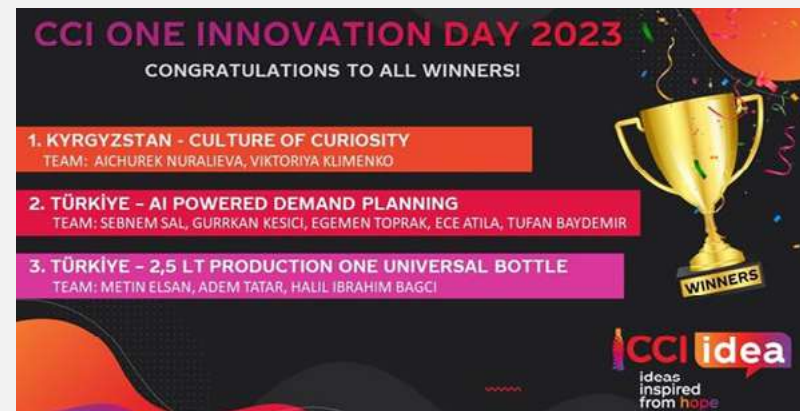 CCI ONE INNOVATION DAY 2023
CONGRATULATIONS TO ALL WINNERS!
1. KYRGYZSTAN - CULTURE OF CURIOSITY
TEAM: AICHUREK NURALIEVA, VIKTORIYA KLIMENKO
2. TÜRKİYE – AI POWERED DEMAND PLANNING
TEAM: SEBNEM SAL, GURRKAN KESICI, EGEMEN TOPRAK, ECE ATILA, TUFAN BAYDEMIR
3. TÜRKİYE – 2,5 LT PRODUCTION ONE UNIVERSAL BOTTLE
TEAM: METIN ELSAN, ADEM TATAR, HALIL IBRAHIM BAGCI
WINNERS
CCI idea
ideas
inspired
from hope